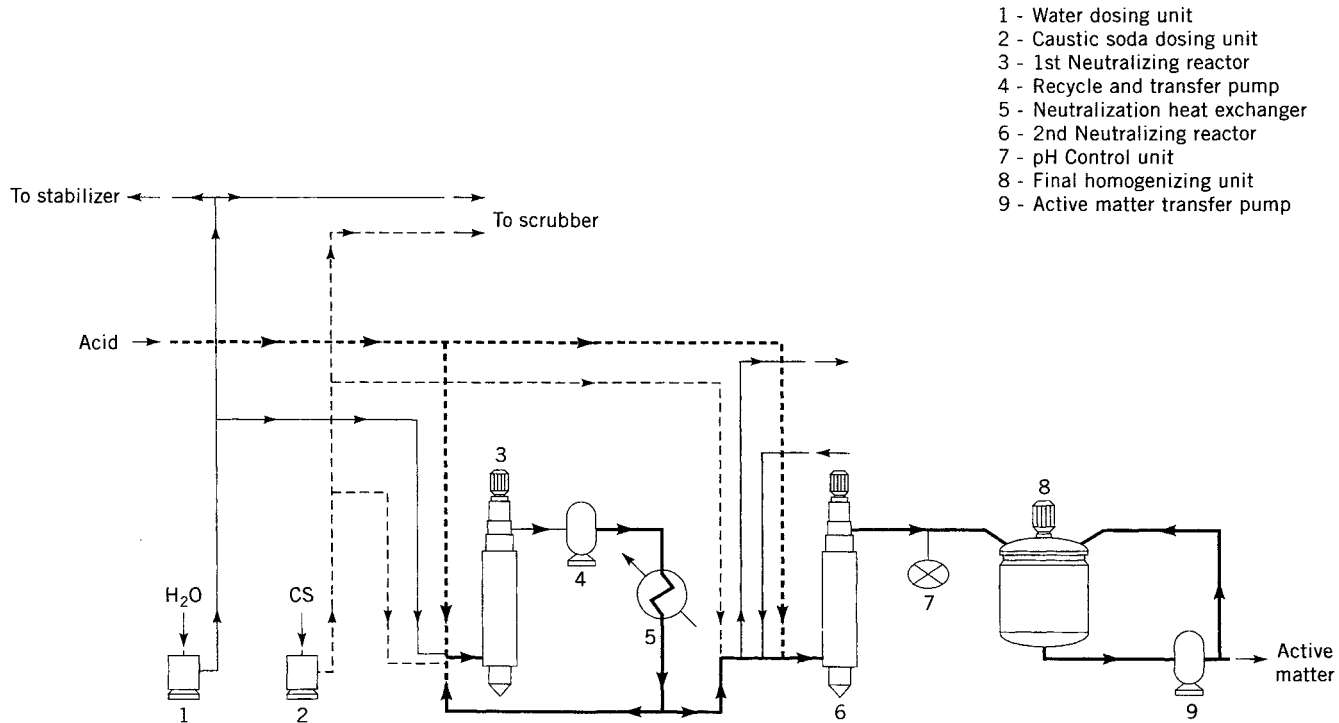 1 - Water dosing unit
2 - Caustic soda dosing unit
3 - 1st Neutralizing reactor
4 - Recycle and transfer pump
5 - Neutralization heat exchanger
6 - 2nd Neutralizing reactor
7 - pH Control unit
8 - Final homogenizing unit
9 - Active matter transfer pump
To stabilizer
To scrubber
Acid
3
8
4
7
H₂O
CS
5
Active
matter
1
2
6
9